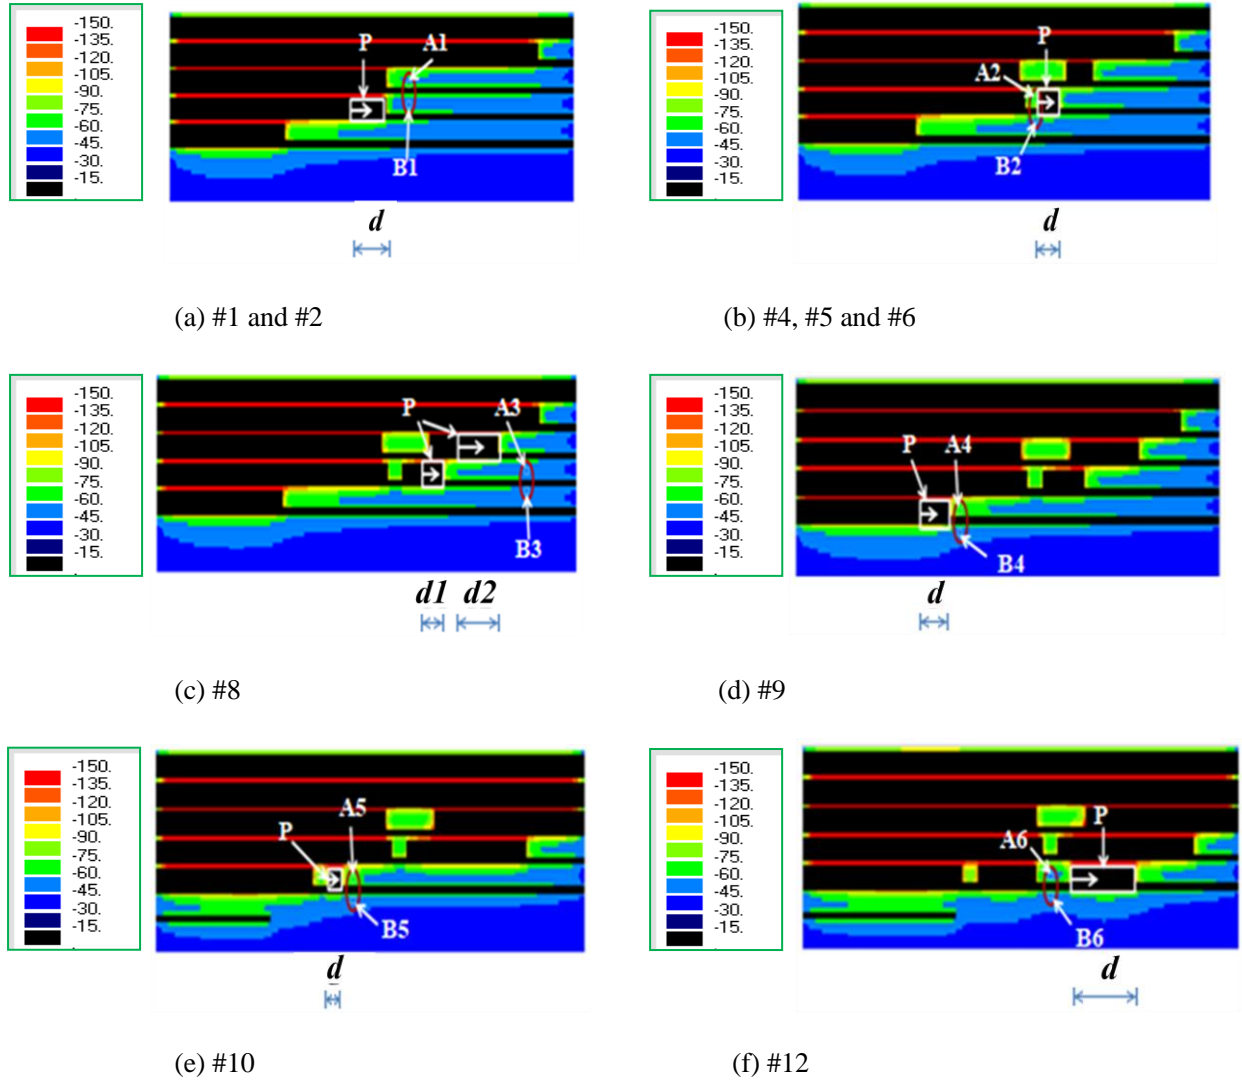 -150.
-135.
-120.
-105.
-90.
-75.
-60.
-45.
-30.
-15.
P
A1
B1
d
(a) #1 and #2
-150.
-135.
-120.
-105.
-90.
-75.
-60.
-45.
-30.
-15.
P
A2
B2
d
(b) #4, #5 and #6
-150.
-135.
-120.
-105.
-90.
-75.
-60.
-45.
-30.
-15.
P
A3
B3
d1 d2
(c) #8
-150.
-135.
-120.
-105.
-90.
-75.
-60.
-45.
-30.
-15.
P
A4
B4
d
(d) #9
-150.
-135.
-120.
-105.
-90.
-75.
-60.
-45.
-30.
-15.
P
A5
B5
d
(e) #10
-150.
-135.
-120.
-105.
-90.
-75.
-60.
-45.
-30.
-15.
P
A6
B6
d
(f) #12